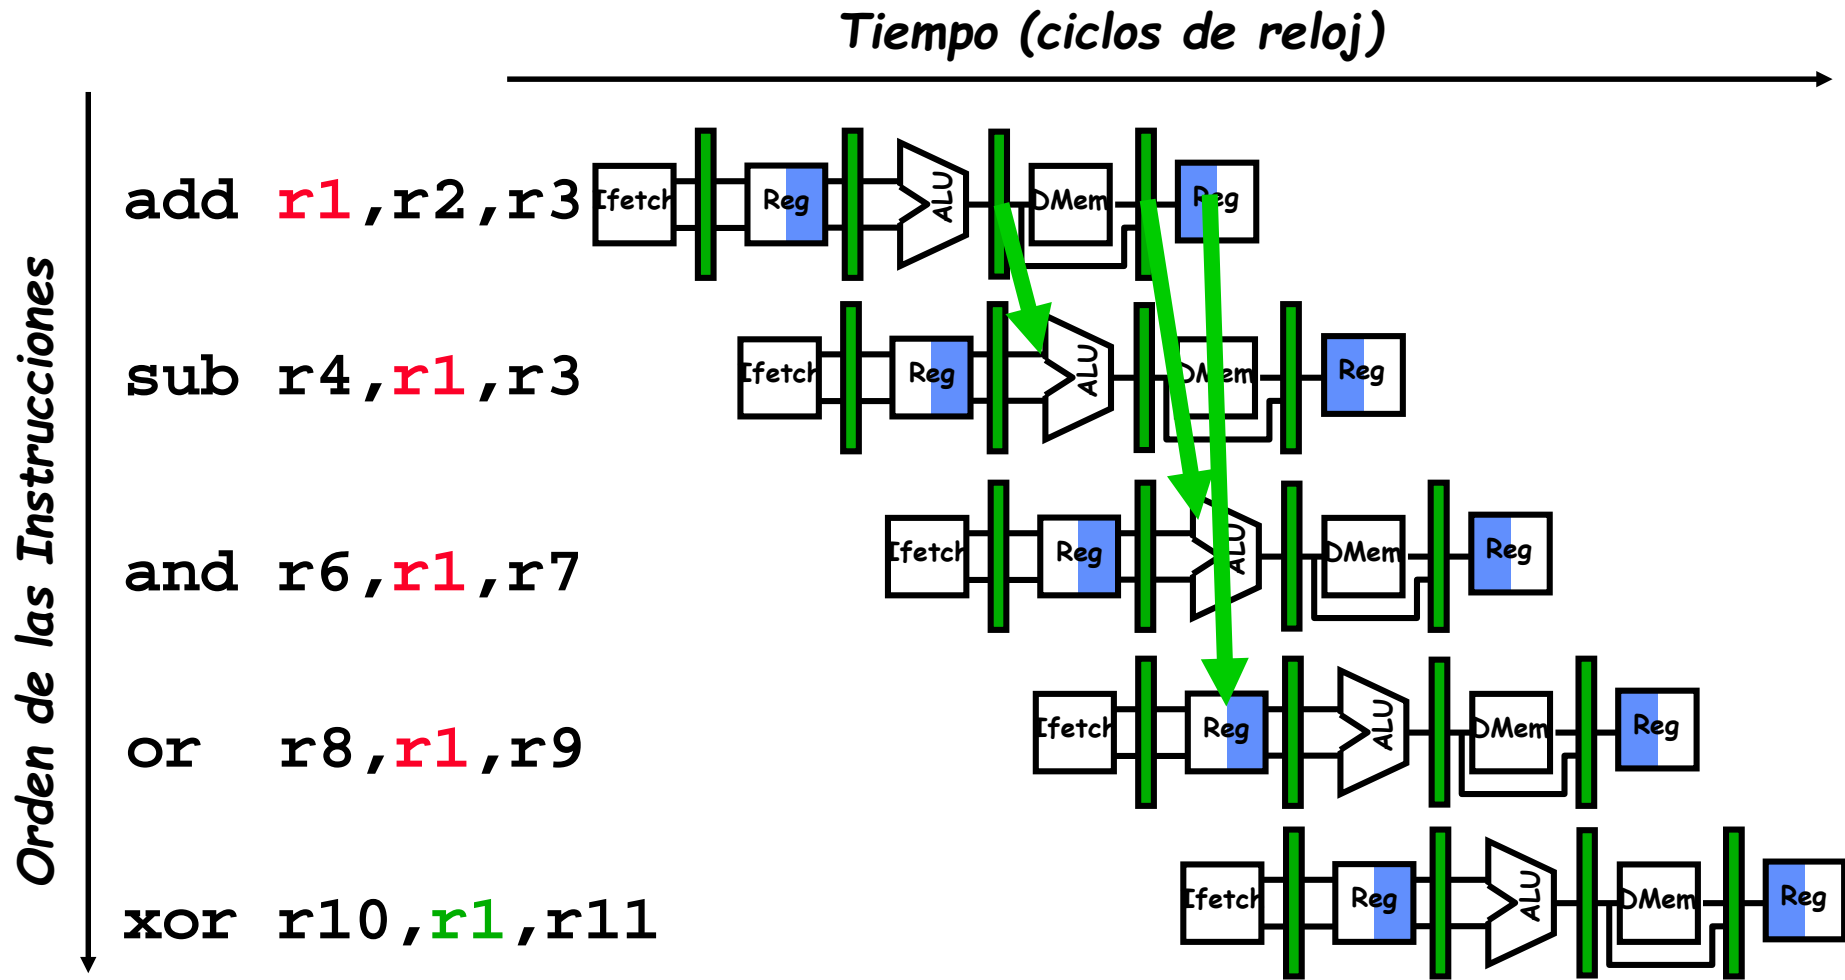 Tiempo (ciclos de reloj)
Orden de las Instrucciones
add r1,r2,r3
Ifetch Reg ALU DMem Reg
sub r4,r1,r3
Ifetch Reg ALU DMem Reg
and r6,r1,r7
Ifetch Reg ALU DMem Reg
or r8,r1,r9
Ifetch Reg ALU DMem Reg
xor r10,r1,r11
Ifetch Reg ALU DMem Reg